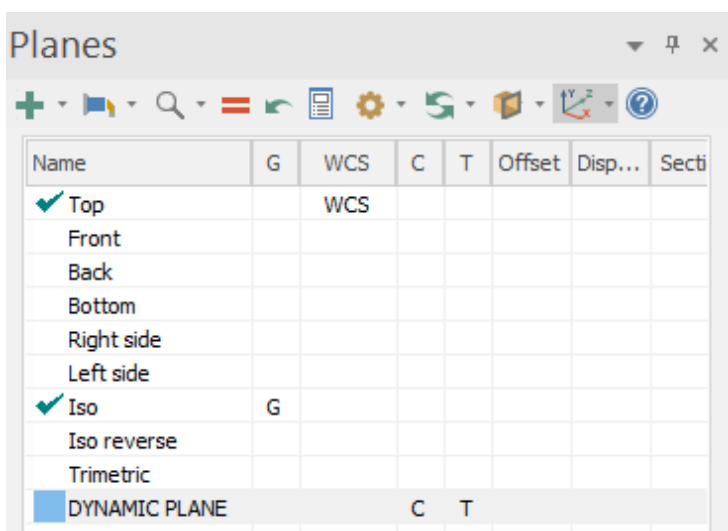 Planes
Name G WCS C T Offset Disp... Secti
Top WCS
Front
Back
Bottom
Right side
Left side
Iso G
Iso reverse
Trimetric
DYNAMIC PLANE C T